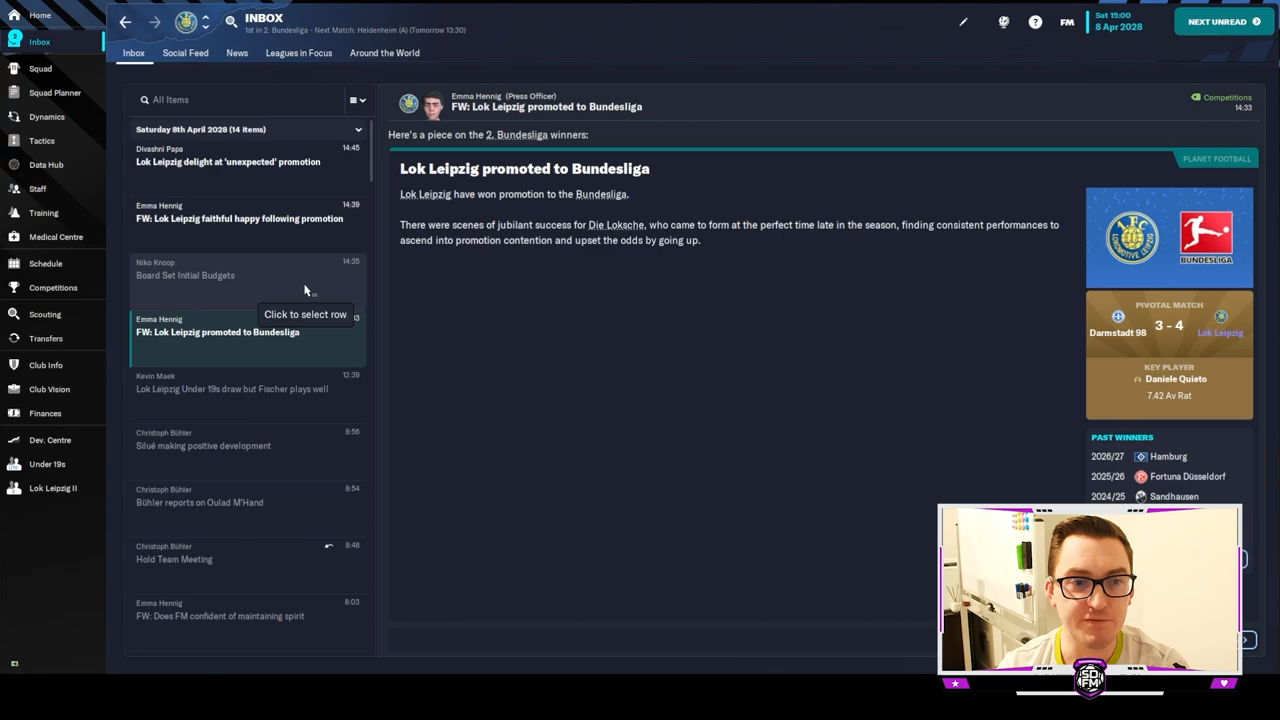 Home
2
Inbox
Squad
Squad Planner
Dynamics
Tactics
Data Hub
Staff
Training
Medical Centre
Schedule
Competitions
Scouting
Transfers
Club Info
Club Vision
Finances
Dev. Centre
Under 19s
Lok Leipzig II
INBOX
1st in 2. Bundesliga - Next Match: Heidenheim (A) (Tomorrow 13:30)
FM
Sat 15:00
8 Apr 2028
NEXT UNREAD
Inbox
Social Feed
News
Leagues in Focus
Around the World
All Items
Saturday 8th April 2028 (14 items)
Divashni Papa
14:45
Lok Leipzig delight at 'unexpected' promotion
Emma Hennig
14:39
FW: Lok Leipzig faithful happy following promotion
Niko Knoop
14:35
Board Set Initial Budgets
Click to select row
Emma Hennig
FW: Lok Leipzig promoted to Bundesliga
Kevin Maek
12:39
Lok Leipzig Under 19s draw but Fischer plays well
Christoph Bühler
8:56
Silué making positive development
Christoph Bühler
8:54
Bühler reports on Oulad M'Hand
Christoph Bühler
8:48
Hold Team Meeting
Emma Hennig
8:03
FW: Does FM confident of maintaining spirit
Emma Hennig (Press Officer)
FW: Lok Leipzig promoted to Bundesliga
Competitions
14:33
Here's a piece on the 2. Bundesliga winners:
PLANET FOOTBALL
Lok Leipzig promoted to Bundesliga
Lok Leipzig have won promotion to the Bundesliga.
There were scenes of jubilant success for Die Loksche, who came to form at the perfect time late in the season, finding consistent performances to
ascend into promotion contention and upset the odds by going up.
BUNDESLIGA
PIVOTAL MATCH
Darmstadt 98
3 - 4
Lok Leipzig
KEY PLAYER
Daniele Quieto
7.42 Av Rat
PAST WINNERS
2026/27 Hamburg
2025/26 Fortuna Düsseldorf
2024/25 Sandhausen
SD
FM